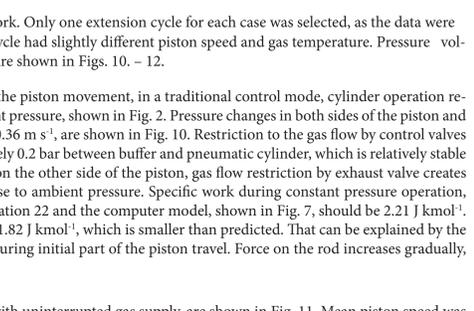 ork. Only one extension cycle for each case was selected, as the data were
ycle had slightly different piston speed and gas temperature. Pressure vol-
are shown in Figs. 10. – 12.
the piston movement, in a traditional control mode, cylinder operation re-
nt pressure, shown in Fig. 2. Pressure changes in both sides of the piston and
0.36 m s⁻¹, are shown in Fig. 10. Restriction to the gas flow by control valves
ely 0.2 bar between buffer and pneumatic cylinder, which is relatively stable
on the other side of the piston, gas flow restriction by exhaust valve creates
se to ambient pressure. Specific work during constant pressure operation,
ation 22 and the computer model, shown in Fig. 7, should be 2.21 J kmol⁻¹.
1.82 J kmol⁻¹, which is smaller than predicted. That can be explained by the
uring initial part of the piston travel. Force on the rod increases gradually,
with uninterrupted gas supply, are shown in Fig. 11. Mean piston speed was